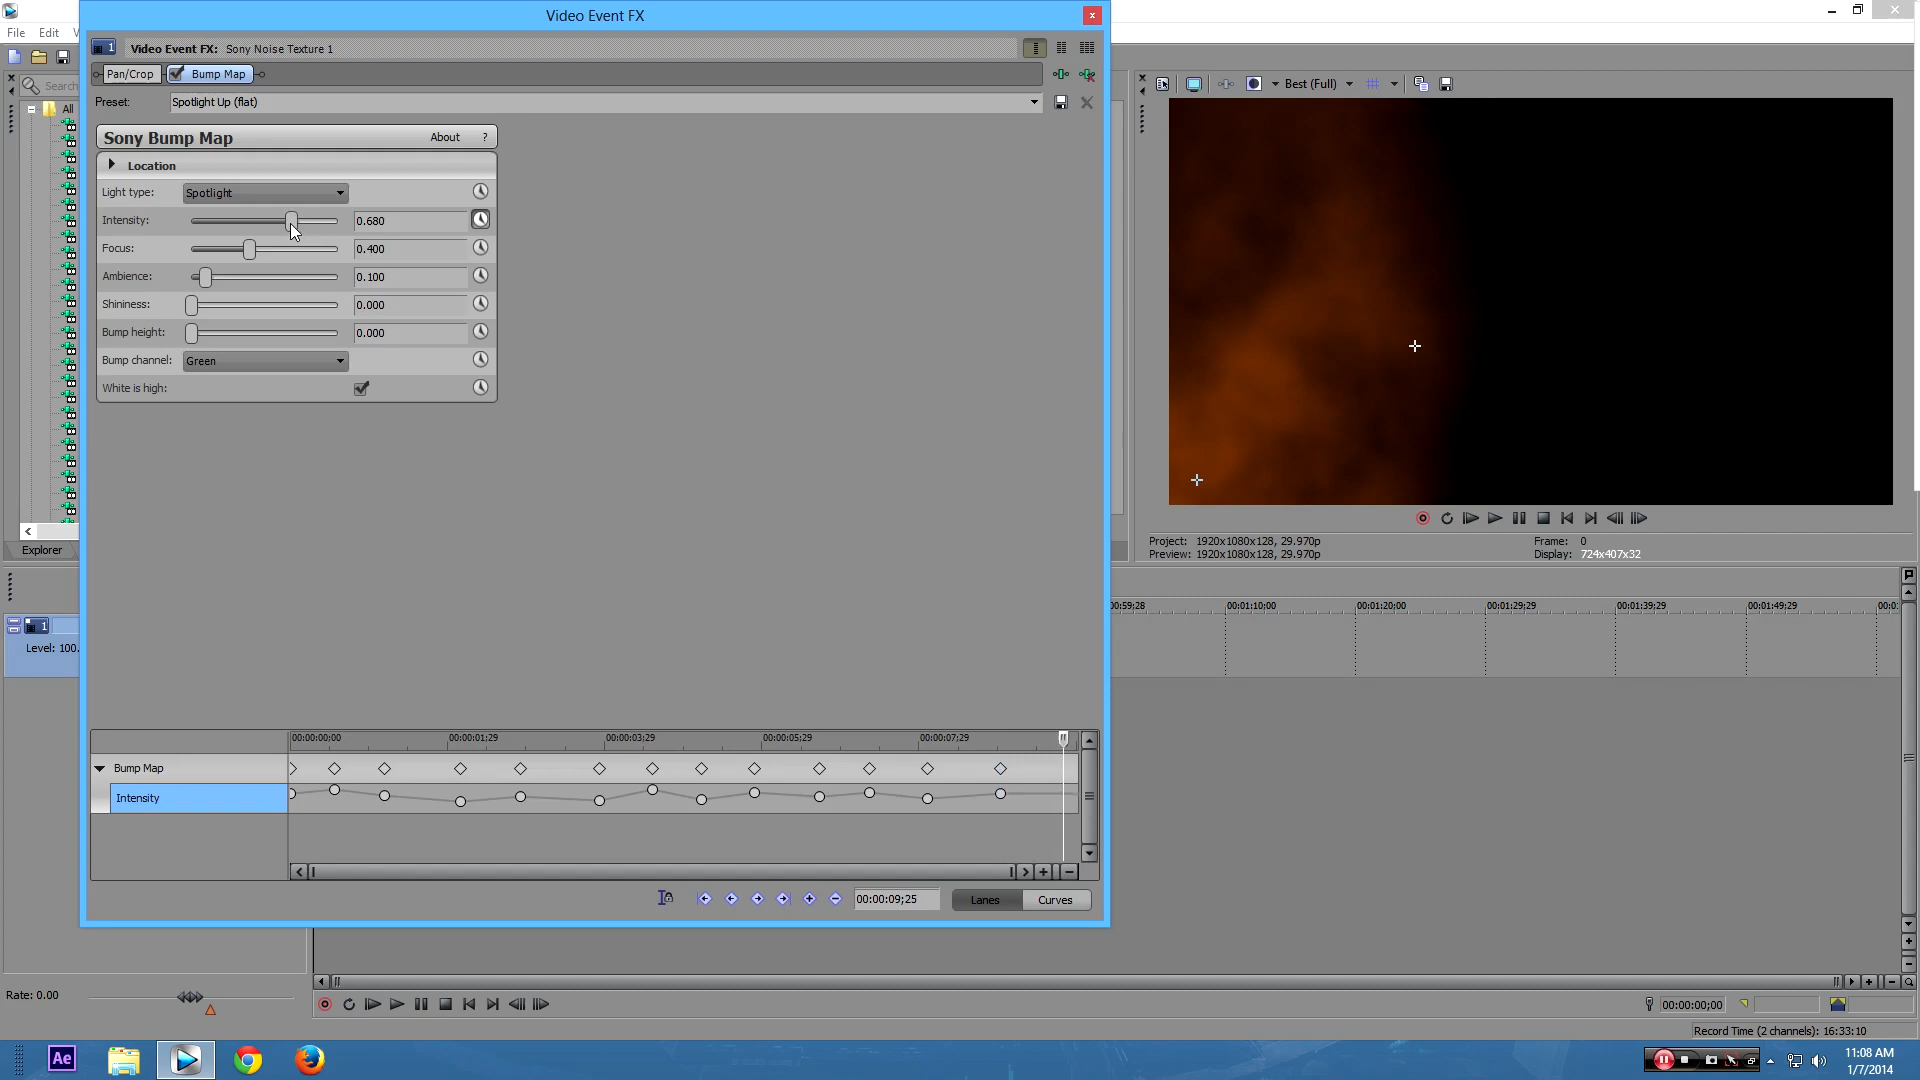 Video Event FX
x
File Edit V
1 Video Event FX: Sony Noise Texture 1
Pan/Crop Bump Map
Preset: Spotlight Up (flat)
Search
All
Sony Bump Map About ?
Location
Light type: Spotlight
Intensity: 0.680
Focus: 0.400
Ambience: 0.100
Shininess: 0.000
Bump height: 0.000
Bump channel: Green
White is high:
Best (Full)
Explorer
Project: 1920x1080x128, 29.970p
Preview: 1920x1080x128, 29.970p
Frame: 0
Display: 724x407x32
1
Level: 100.
00:59;28 00:01:10;00 00:01:20;00 00:01:29;29 00:01:39;29 00:01:49;29 00:0
00:00:00;00 00:00:01;29 00:00:03;29 00:00:05;29 00:00:07;29
Bump Map
Intensity
00:00:09;25 Lanes Curves
Rate: 0.00
00:00:00;00
Record Time (2 channels): 16:33:10
Ae
11:08 AM
1/7/2014